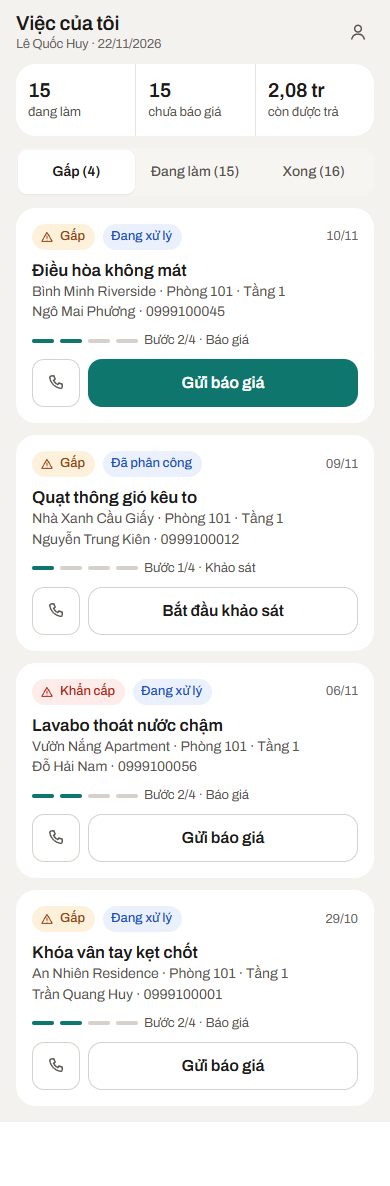 Việc của tôi
Lê Quốc Huy · 22/11/2026
15
đang làm
15
chưa báo giá
2,08 tr
còn được trả
Gấp (4)
Đang làm (15)
Xong (16)
Gấp
Đang xử lý
10/11
Điều hòa không mát
Bình Minh Riverside · Phòng 101 · Tầng 1
Ngô Mai Phương · 0999100045
Bước 2/4 · Báo giá
Gửi báo giá
Gấp
Đã phân công
09/11
Quạt thông gió kêu to
Nhà Xanh Cầu Giấy · Phòng 101 · Tầng 1
Nguyễn Trung Kiên · 0999100012
Bước 1/4 · Khảo sát
Bắt đầu khảo sát
Khẩn cấp
Đang xử lý
06/11
Lavabo thoát nước chậm
Vườn Nắng Apartment · Phòng 101 · Tầng 1
Đỗ Hải Nam · 0999100056
Bước 2/4 · Báo giá
Gửi báo giá
Gấp
Đang xử lý
29/10
Khóa vân tay kẹt chốt
An Nhiên Residence · Phòng 101 · Tầng 1
Trần Quang Huy · 0999100001
Bước 2/4 · Báo giá
Gửi báo giá